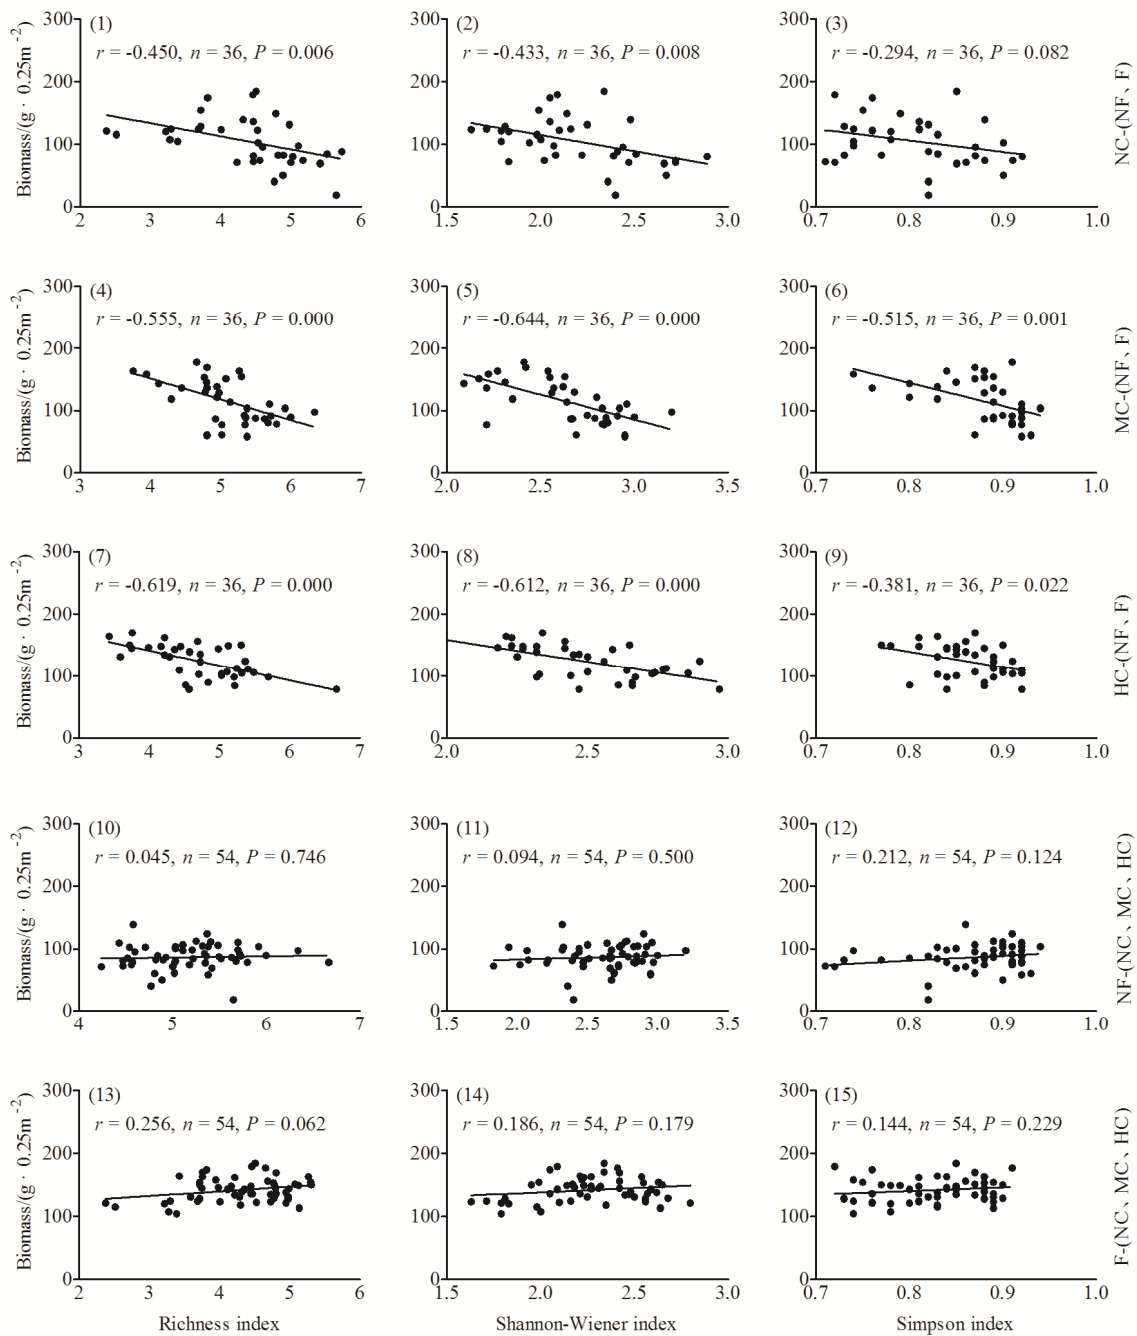 (1)
r = -0.450, n = 36, P = 0.006
Biomass/(g · 0.25m⁻²)
300
200
100
0
2 3 4 5 6
(2)
r = -0.433, n = 36, P = 0.008
300
200
100
0
1.5 2.0 2.5 3.0
(3)
r = -0.294, n = 36, P = 0.082
300
200
100
0
0.7 0.8 0.9 1.0
NC-(NF、F)
(4)
r = -0.555, n = 36, P = 0.000
Biomass/(g · 0.25m⁻²)
300
200
100
0
3 4 5 6 7
(5)
r = -0.644, n = 36, P = 0.000
300
200
100
0
2.0 2.5 3.0 3.5
(6)
r = -0.515, n = 36, P = 0.001
300
200
100
0
0.7 0.8 0.9 1.0
MC-(NF、F)
(7)
r = -0.619, n = 36, P = 0.000
Biomass/(g · 0.25m⁻²)
300
200
100
0
3 4 5 6 7
(8)
r = -0.612, n = 36, P = 0.000
300
200
100
0
2.0 2.5 3.0
(9)
r = -0.381, n = 36, P = 0.022
300
200
100
0
0.7 0.8 0.9 1.0
HC-(NF、F)
(10)
r = 0.045, n = 54, P = 0.746
Biomass/(g · 0.25m⁻²)
300
200
100
0
4 5 6 7
(11)
r = 0.094, n = 54, P = 0.500
300
200
100
0
1.5 2.0 2.5 3.0 3.5
(12)
r = 0.212, n = 54, P = 0.124
300
200
100
0
0.7 0.8 0.9 1.0
NF-(NC、MC、HC)
(13)
r = 0.256, n = 54, P = 0.062
Biomass/(g · 0.25m⁻²)
300
200
100
0
2 3 4 5 6
Richness index
(14)
r = 0.186, n = 54, P = 0.179
300
200
100
0
1.5 2.0 2.5 3.0
Shannon-Wiener index
(15)
r = 0.144, n = 54, P = 0.229
300
200
100
0
0.7 0.8 0.9 1.0
Simpson index
F-(NC、MC、HC)